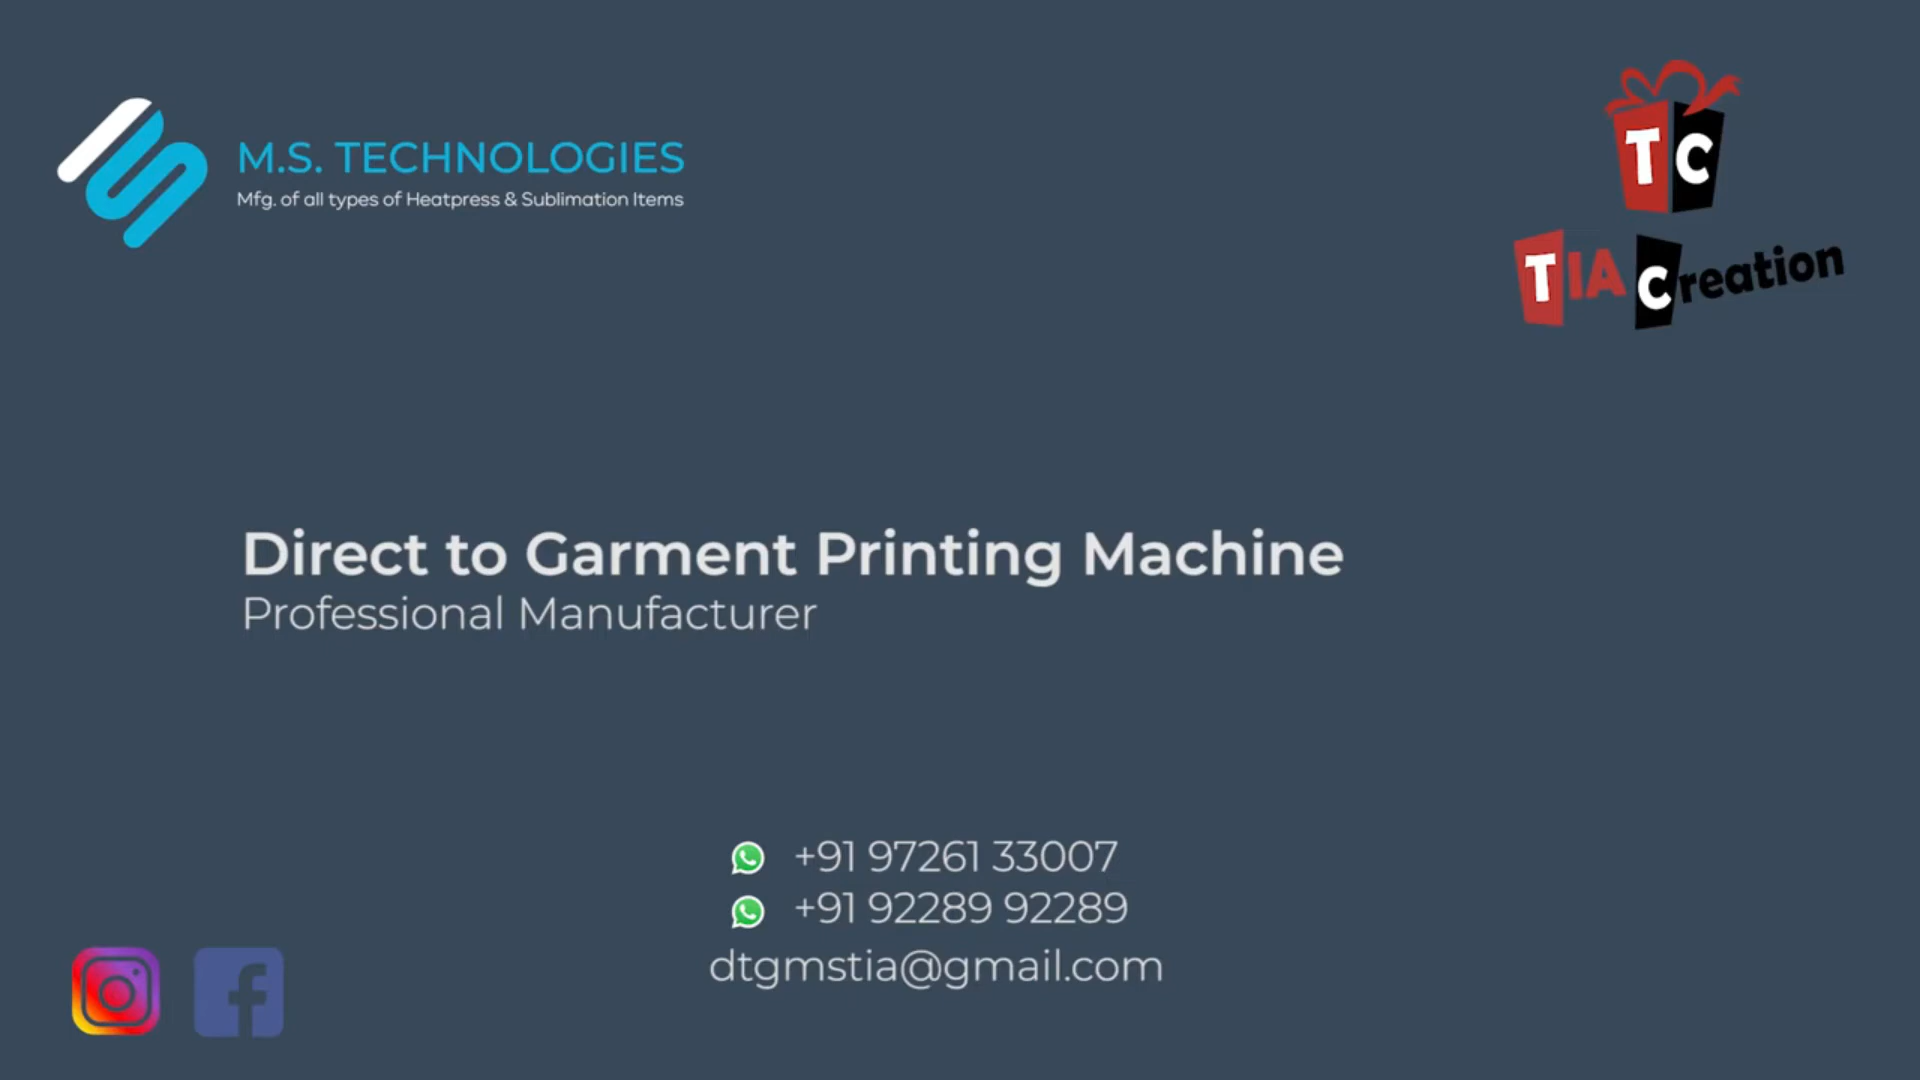 M.S. TECHNOLOGIES
Mfg. of all types of Heatpress & Sublimation Items
TC
TIA Creation
Direct to Garment Printing Machine
Professional Manufacturer
+91 97261 33007
+91 92289 92289
dtgmstia@gmail.com